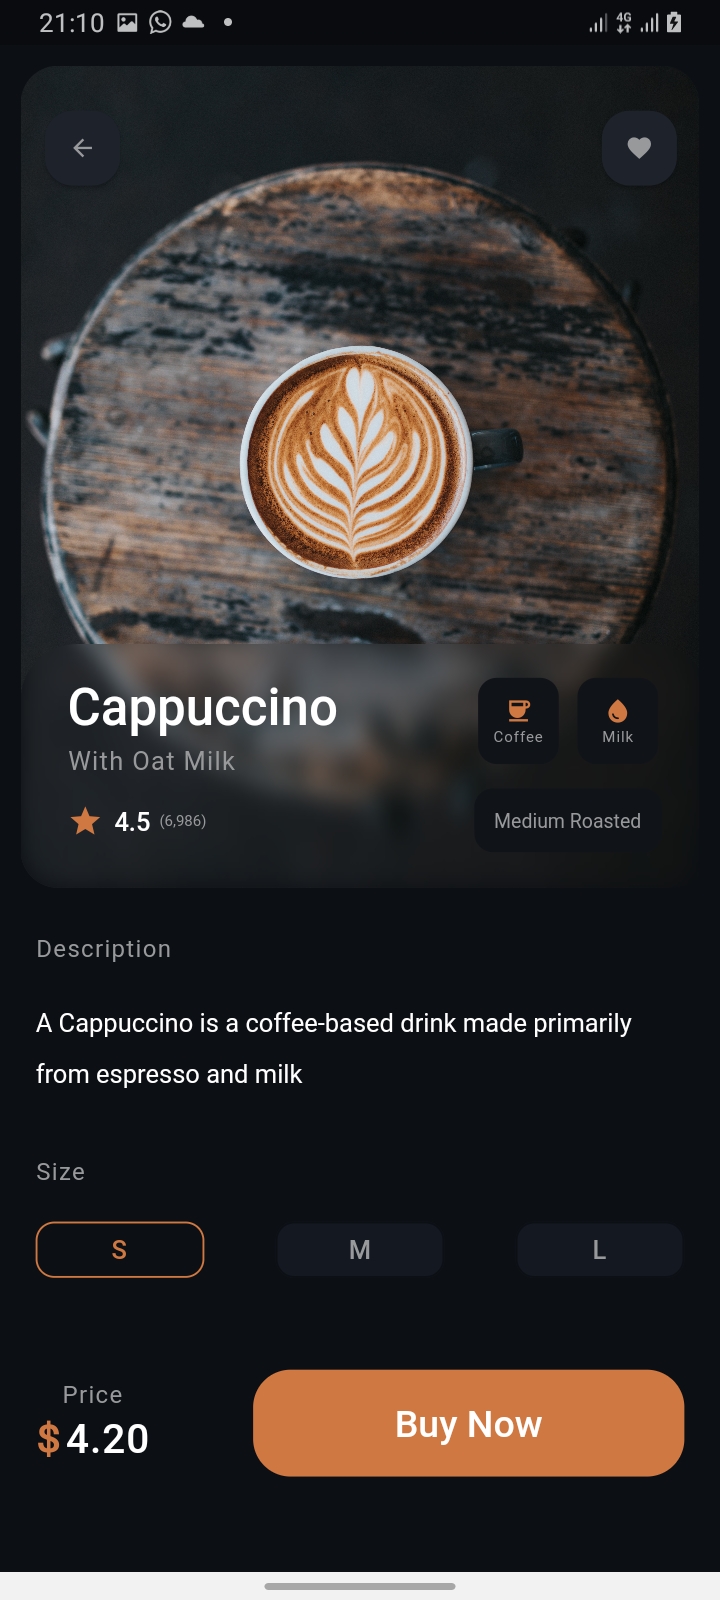 21:10
4G
Cappuccino
With Oat Milk
Coffee
Milk
4.5 (6,986)
Medium Roasted
Description
A Cappuccino is a coffee-based drink made primarily
from espresso and milk
Size
S
M
L
Price
$ 4.20
Buy Now